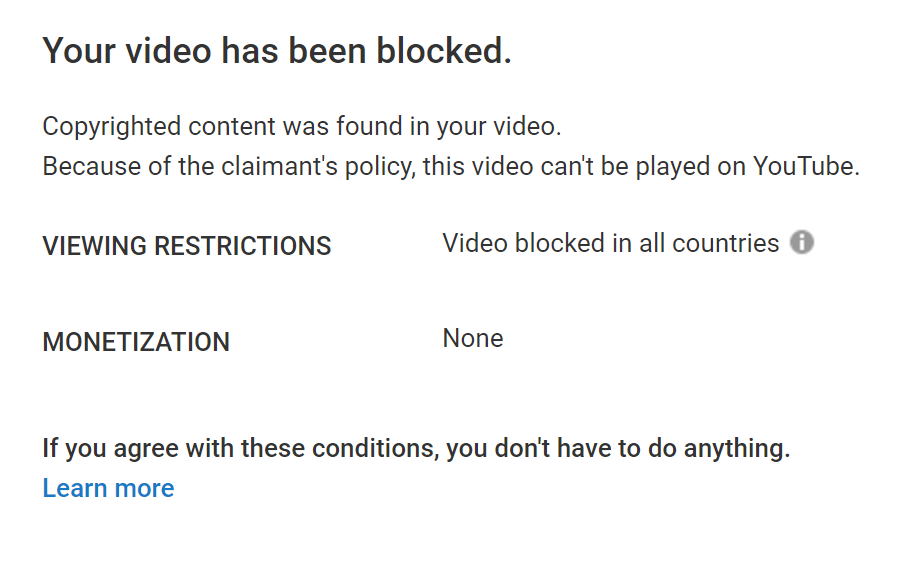 Your video has been blocked.
Copyrighted content was found in your video.
Because of the claimant's policy, this video can't be played on YouTube.
VIEWING RESTRICTIONS Video blocked in all countries
MONETIZATION None
If you agree with these conditions, you don't have to do anything.
Learn more